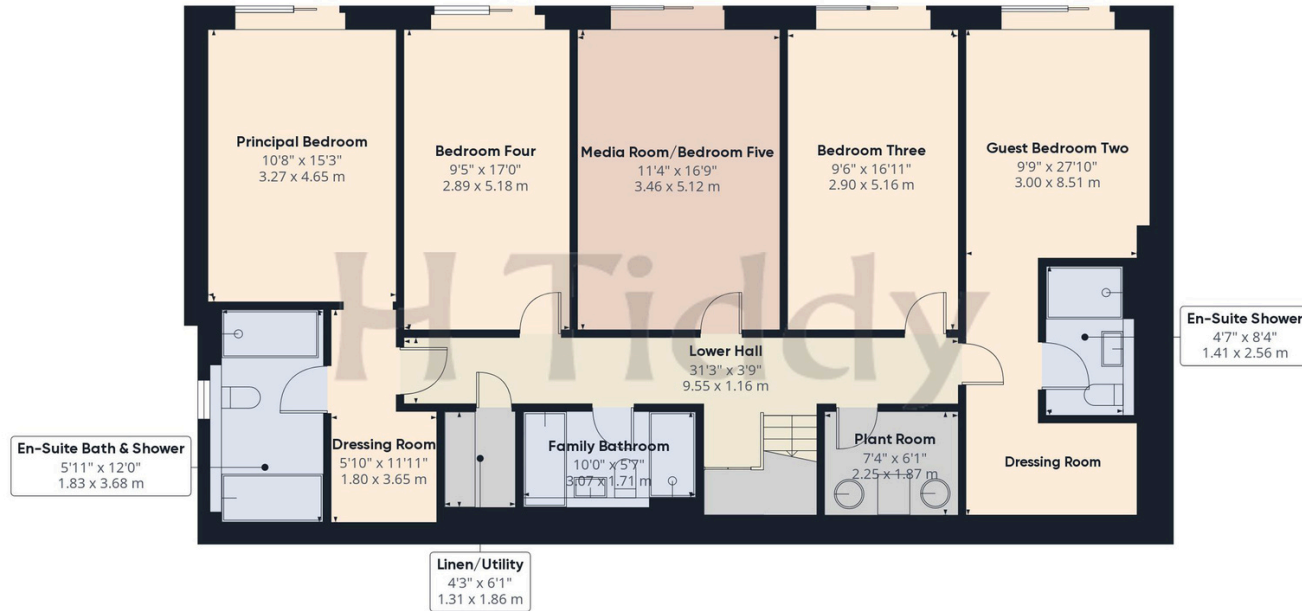 Principal Bedroom
10'8" x 15'3"
3.27 x 4.65 m
Bedroom Four
9'5" x 17'0"
2.89 x 5.18 m
Media Room/Bedroom Five
11'4" x 16'9"
3.46 x 5.12 m
Bedroom Three
9'6" x 16'11"
2.90 x 5.16 m
Guest Bedroom Two
9'9" x 27'10"
3.00 x 8.51 m
H Tiddy
En-Suite Shower
4'7" x 8'4"
1.41 x 2.56 m
Lower Hall
31'3" x 3'9"
9.55 x 1.16 m
En-Suite Bath & Shower
5'11" x 12'0"
1.83 x 3.68 m
Dressing Room
5'10" x 11'11"
1.80 x 3.65 m
Family Bathroom
10'0" x 5'7"
3.07 x 1.71 m
Plant Room
7'4" x 6'1"
2.25 x 1.87 m
Dressing Room
Linen/Utility
4'3" x 6'1"
1.31 x 1.86 m